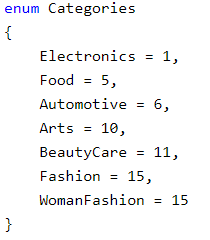 enum Categories
{
    Electronics = 1,
    Food = 5,
    Automotive = 6,
    Arts = 10,
    BeautyCare = 11,
    Fashion = 15,
    WomanFashion = 15
}